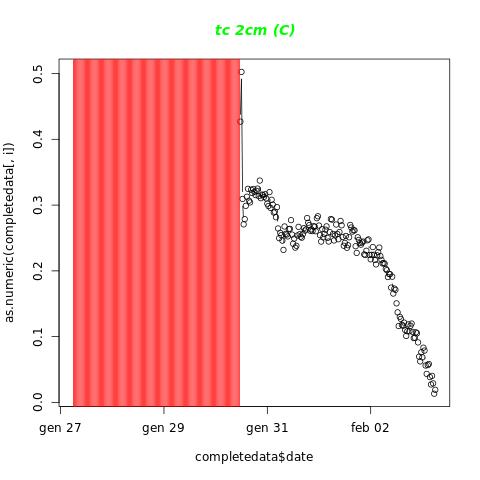 tc 2cm (C)
as.numeric(completedata[, i])
0.5
0.4
0.3
0.2
0.1
0.0
gen 27 gen 29 gen 31 feb 02
completedata$date